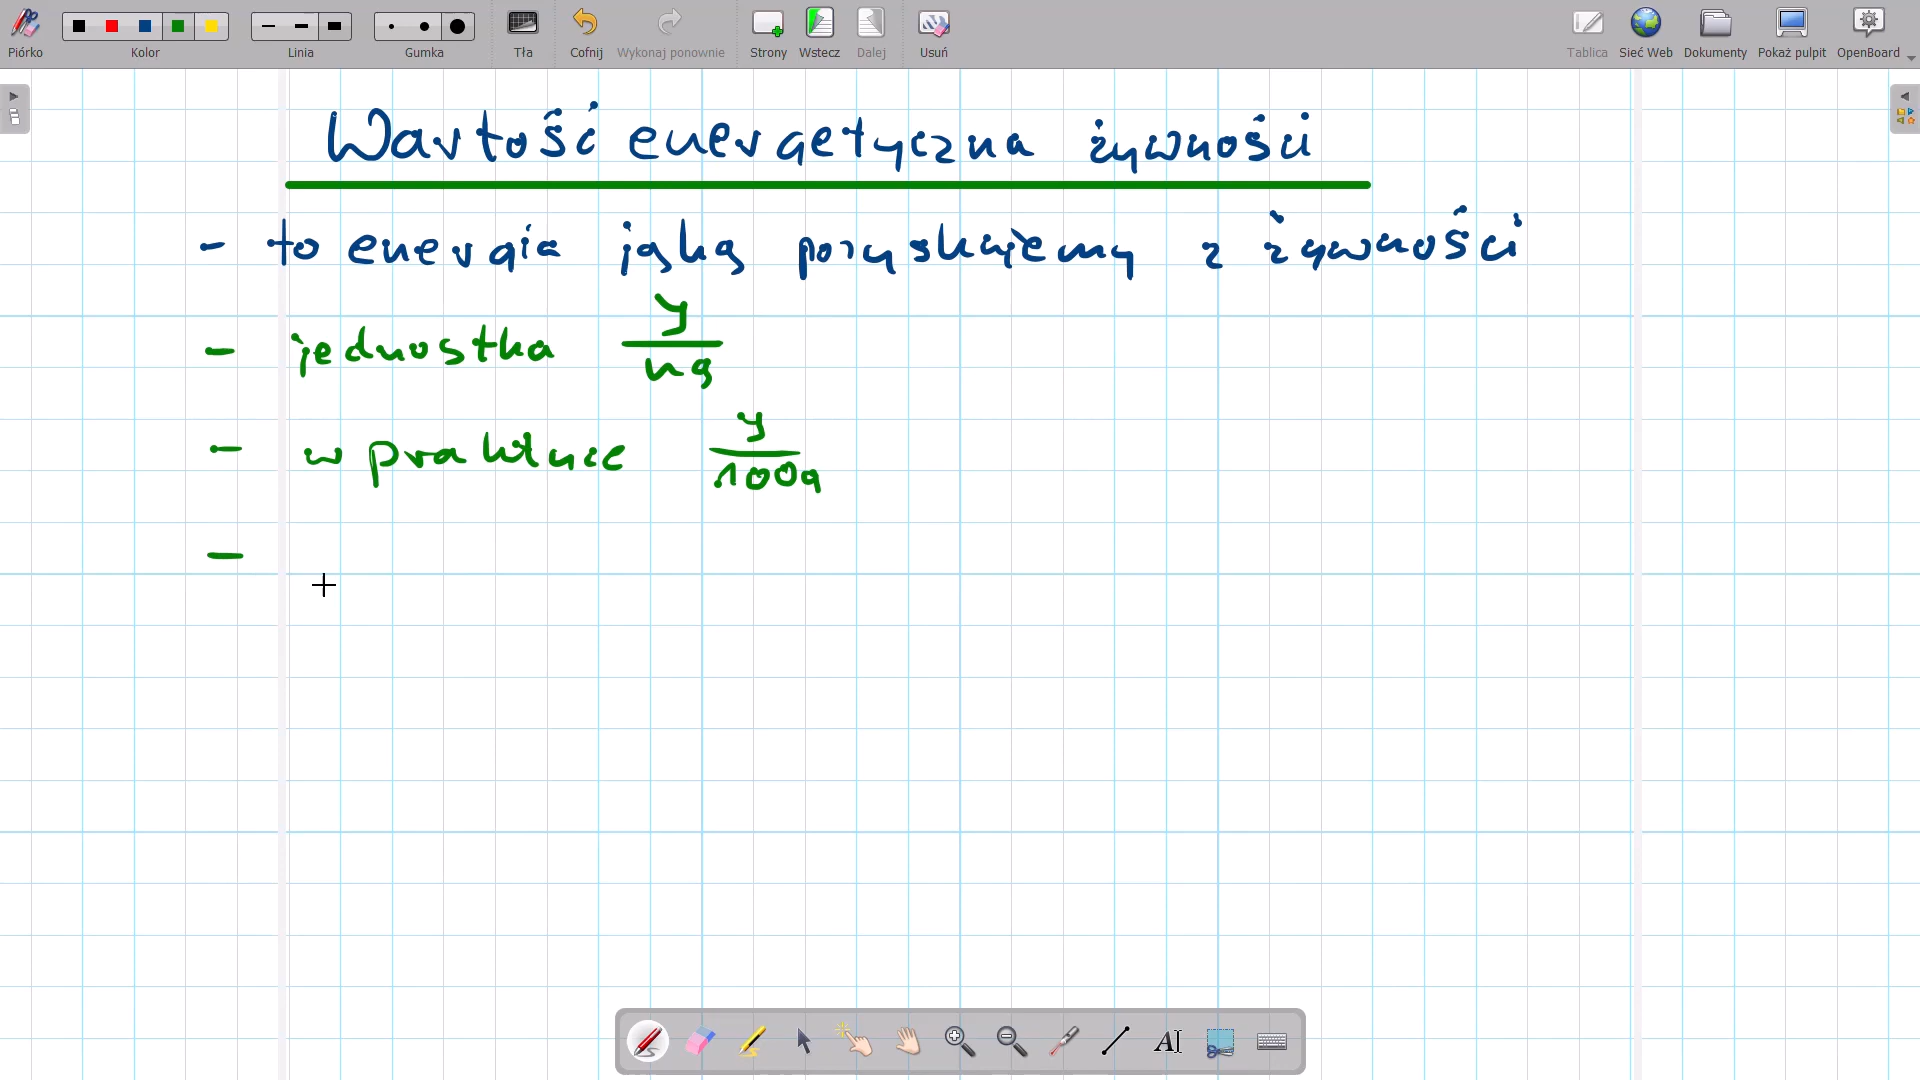 Piórko Kolor Linia Gumka Tła Cofnij Wykonaj ponownie Strony Wstecz Dalej Usuń Tablica Sieć Web Dokumenty Pokaż pulpit OpenBoard
Wartość energetyczna żywności
- to energia jaką pozyskujemy z żywności
- jednostka J/kg
- w praktyce J/100g
-